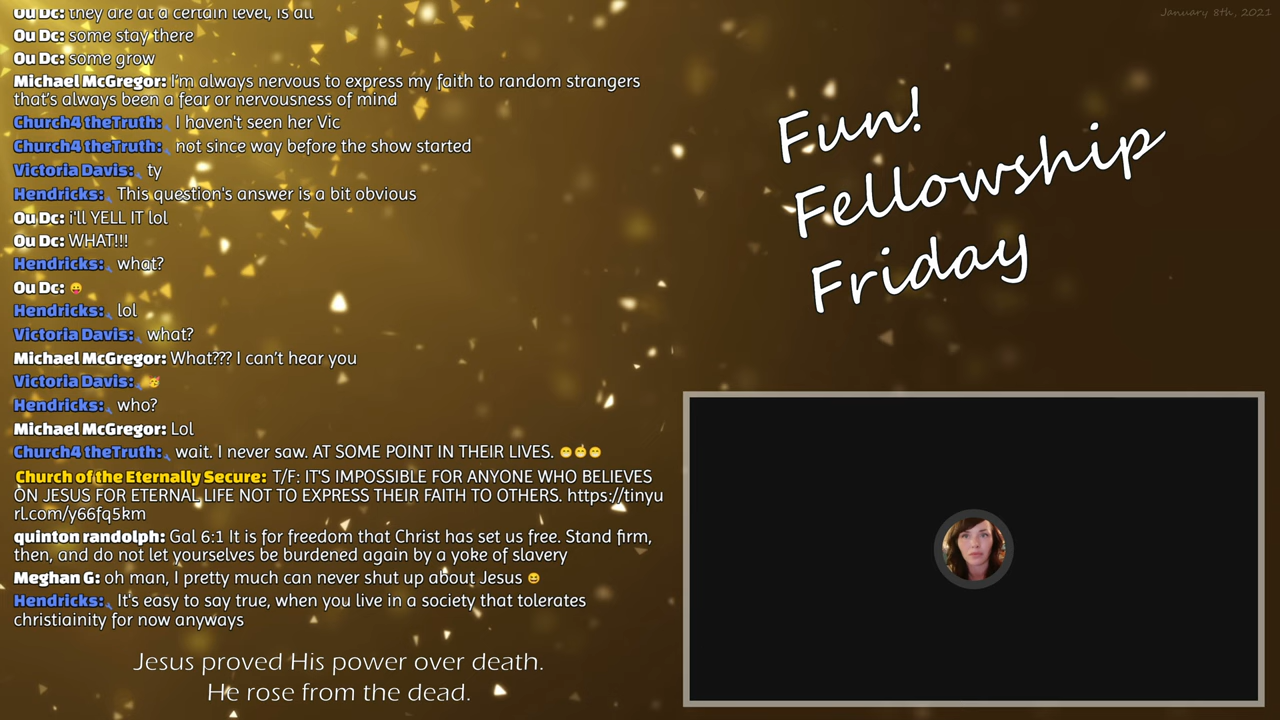 Ou Dc: they are at a certain level, is all
Ou Dc: some stay there
Ou Dc: some grow
Michael McGregor: I'm always nervous to express my faith to random strangers
that's always been a fear or nervousness of mind
Church4 theTruth: I haven't seen her Vic
Church4 theTruth: not since way before the show started
Victoria Davis: ty
Hendricks: This question's answer is a bit obvious
Ou Dc: i'll YELL IT lol
Ou Dc: WHAT!!!
Hendricks: what?
Ou Dc: 😛
Hendricks: lol
Victoria Davis: what?
Michael McGregor: What??? I can't hear you
Victoria Davis: 🥳
Hendricks: who?
Michael McGregor: Lol
Church4 theTruth: wait. I never saw. AT SOME POINT IN THEIR LIVES.
Church of the Eternally Secure: T/F: IT'S IMPOSSIBLE FOR ANYONE WHO BELIEVES
ON JESUS FOR ETERNAL LIFE NOT TO EXPRESS THEIR FAITH TO OTHERS. https://tinyu
rl.com/y66fq5km
quinton randolph: Gal 6:1 It is for freedom that Christ has set us free. Stand firm,
then, and do not let yourselves be burdened again by a yoke of slavery
Meghan G: oh man, I pretty much can never shut up about Jesus
Hendricks: It's easy to say true, when you live in a society that tolerates
christiainity for now anyways
Jesus proved His power over death.
He rose from the dead.
January 8th, 2021
Fun!
Fellowship
Friday